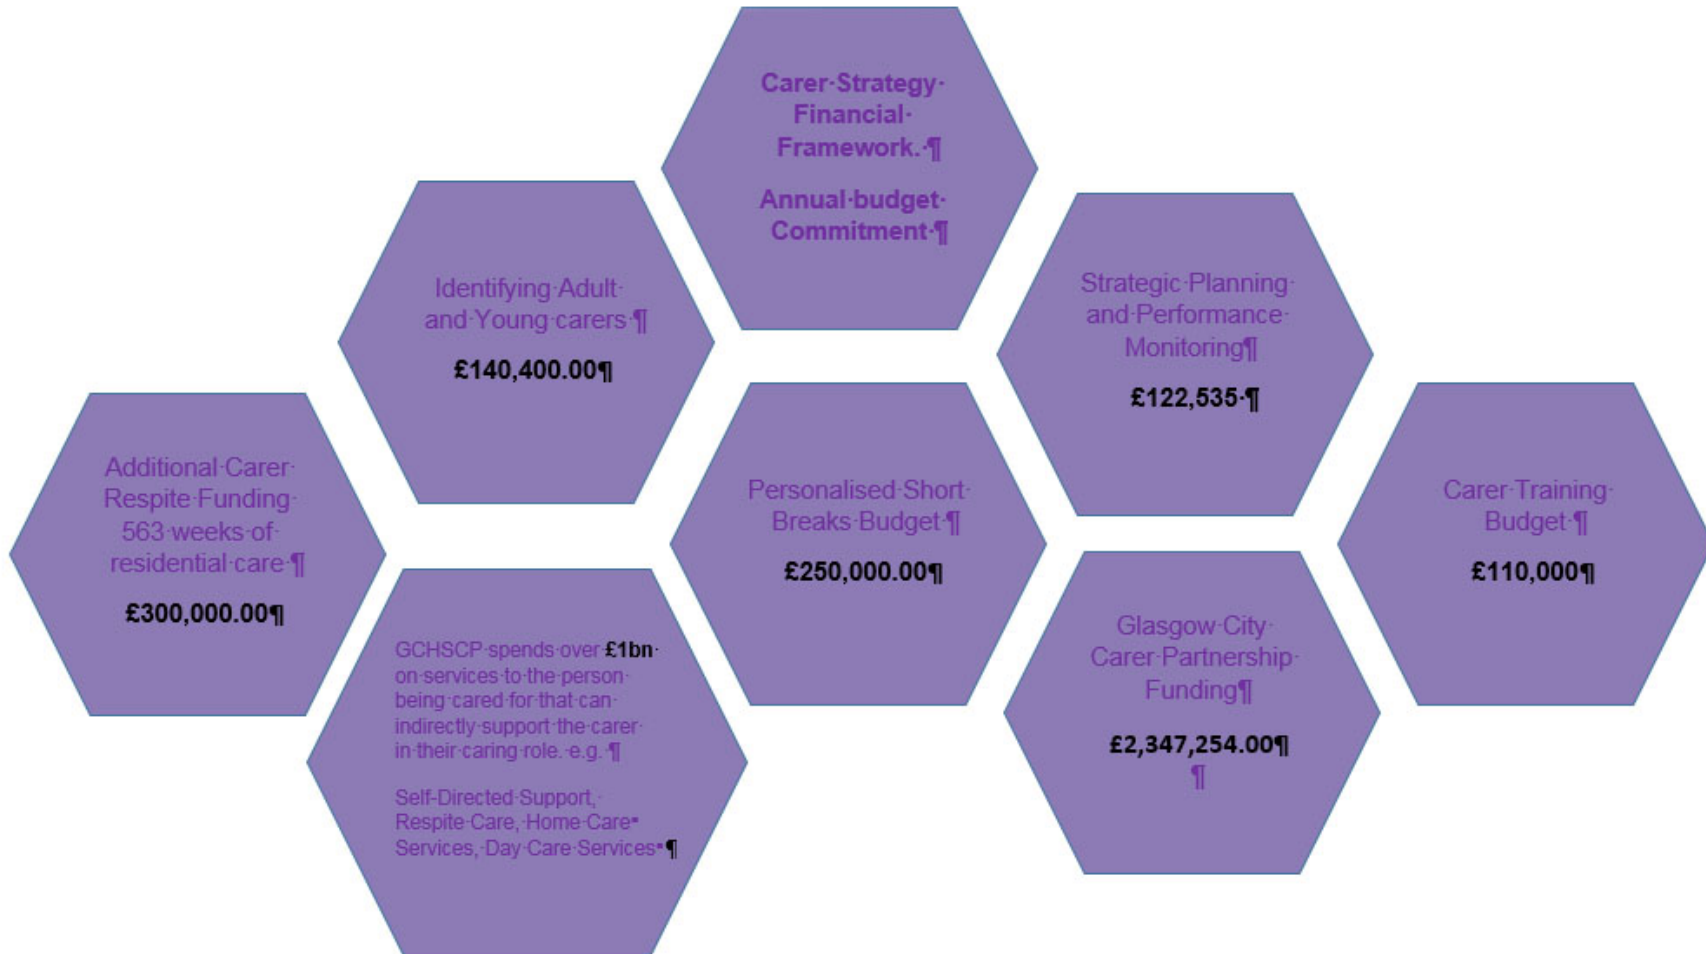 Carer·Strategy·
Financial·
Framework.·¶
Annual·budget·
Commitment·¶
Identifying·Adult·
and·Young·carers·¶
£140,400.00¶
Strategic·Planning·
and·Performance·
Monitoring¶
£122,535·¶
Additional·Carer·
Respite·Funding·
563·weeks·of·
residential·care·¶
£300,000.00¶
Personalised·Short·
Breaks·Budget·¶
£250,000.00¶
Carer·Training·
Budget·¶
£110,000¶
GCHSCP·spends·over·£1bn·
on·services·to·the·person·
being·cared·for·that·can·
indirectly·support·the·carer·
in·their·caring·role.·e.g.·¶
Self-Directed·Support,·
Respite·Care,·Home·Care▪
Services,·Day·Care·Services▪¶
Glasgow·City·
Carer·Partnership·
Funding¶
£2,347,254.00¶
¶